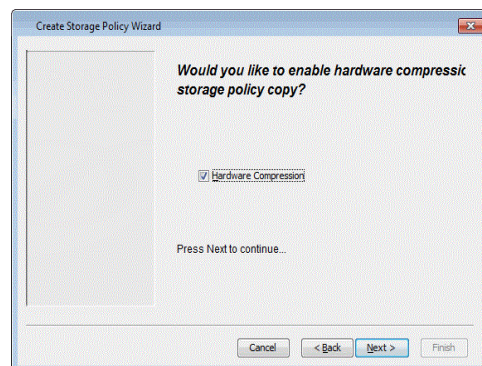 Create Storage Policy Wizard
Would you like to enable hardware compressic
storage policy copy?
Hardware Compression
Press Next to continue...
Cancel
< Back
Next >
Finish